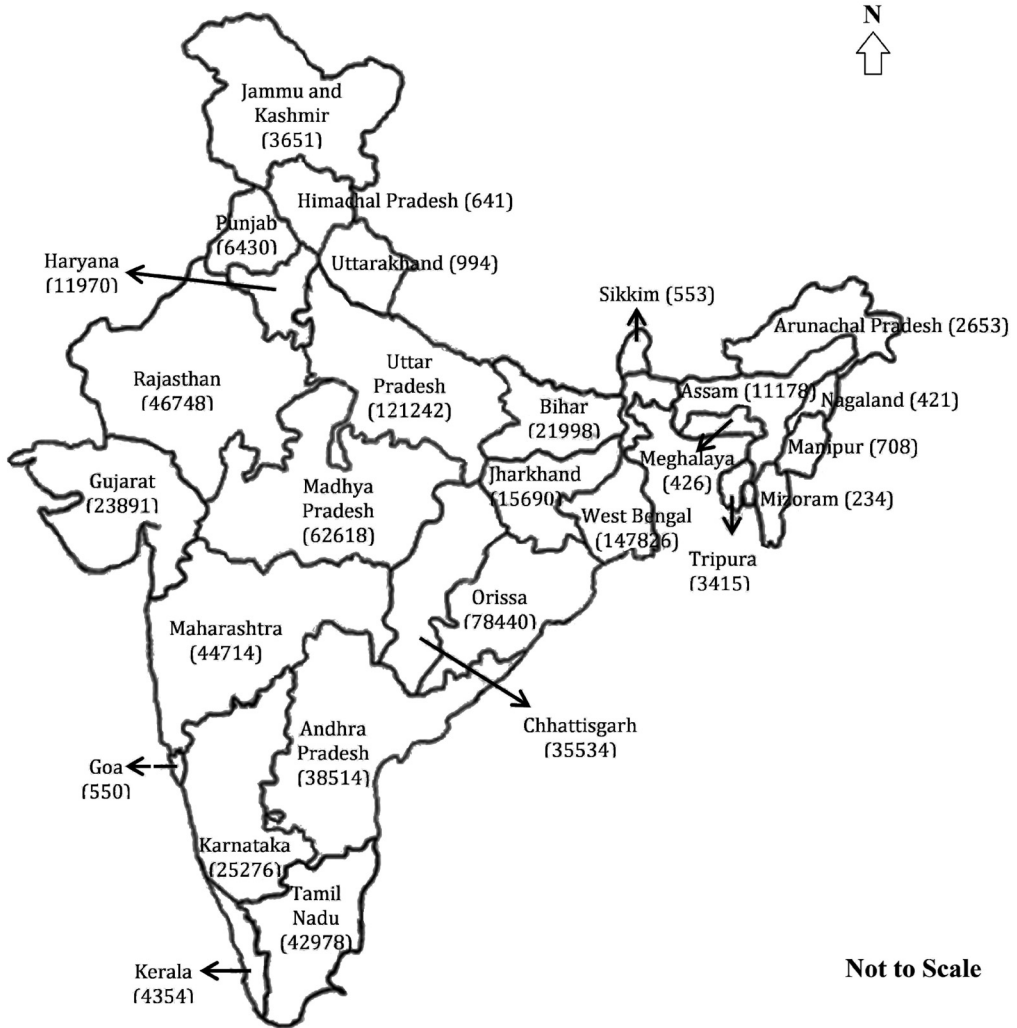 N
Jammu and
Kashmir
(3651)
Himachal Pradesh (641)
Punjab
(6430)
Haryana
(11970)
Uttarakhand (994)
Sikkim (553)
Arunachal Pradesh (2653)
Rajasthan
(46748)
Uttar
Pradesh
(121242)
Bihar
(21998)
Assam (11178)
Nagaland (421)
Manipur (708)
Meghalaya
(426)
Mizoram (234)
Gujarat
(23891)
Madhya
Pradesh
(62618)
Jharkhand
(15690)
West Bengal
(147826)
Tripura
(3415)
Orissa
(78440)
Maharashtra
(44714)
Chhattisgarh
(35534)
Andhra
Pradesh
(38514)
Goa
(550)
Karnataka
(25276)
Tamil
Nadu
(42978)
Kerala
(4354)
Not to Scale